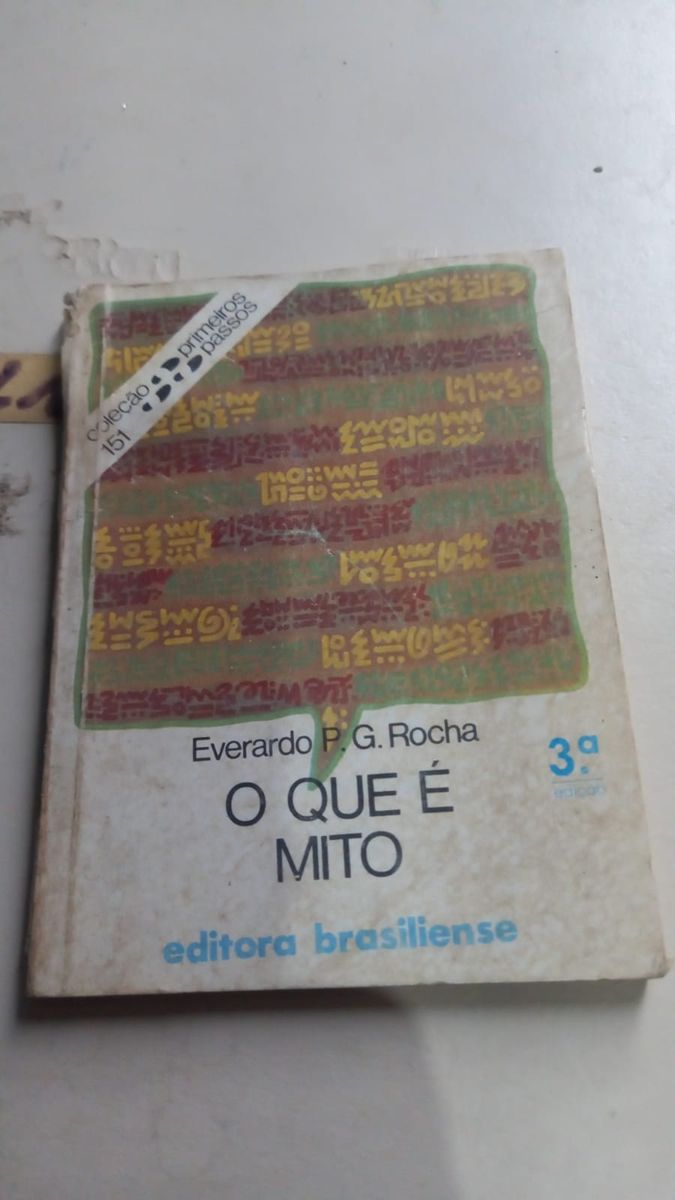 coleção primeiros
151 passos
Everardo P. G. Rocha
3.ª
edição
O QUE É
MITO
editora brasiliense